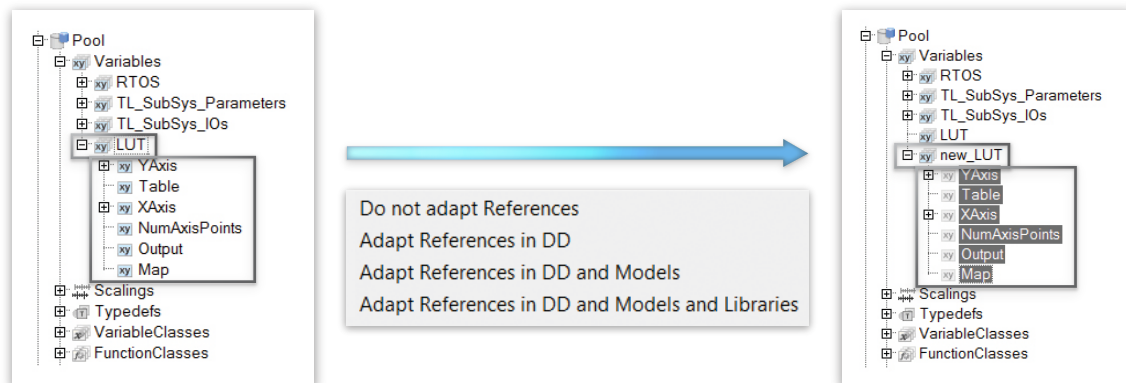 Pool
Variables
RTOS
TL_SubSys_Parameters
TL_SubSys_IOs
LUT
YAxis
Table
XAxis
NumAxisPoints
Output
Map
Scalings
Typedefs
VariableClasses
FunctionClasses
Do not adapt References
Adapt References in DD
Adapt References in DD and Models
Adapt References in DD and Models and Libraries
Pool
Variables
RTOS
TL_SubSys_Parameters
TL_SubSys_IOs
LUT
new_LUT
YAxis
Table
XAxis
NumAxisPoints
Output
Map
Scalings
Typedefs
VariableClasses
FunctionClasses